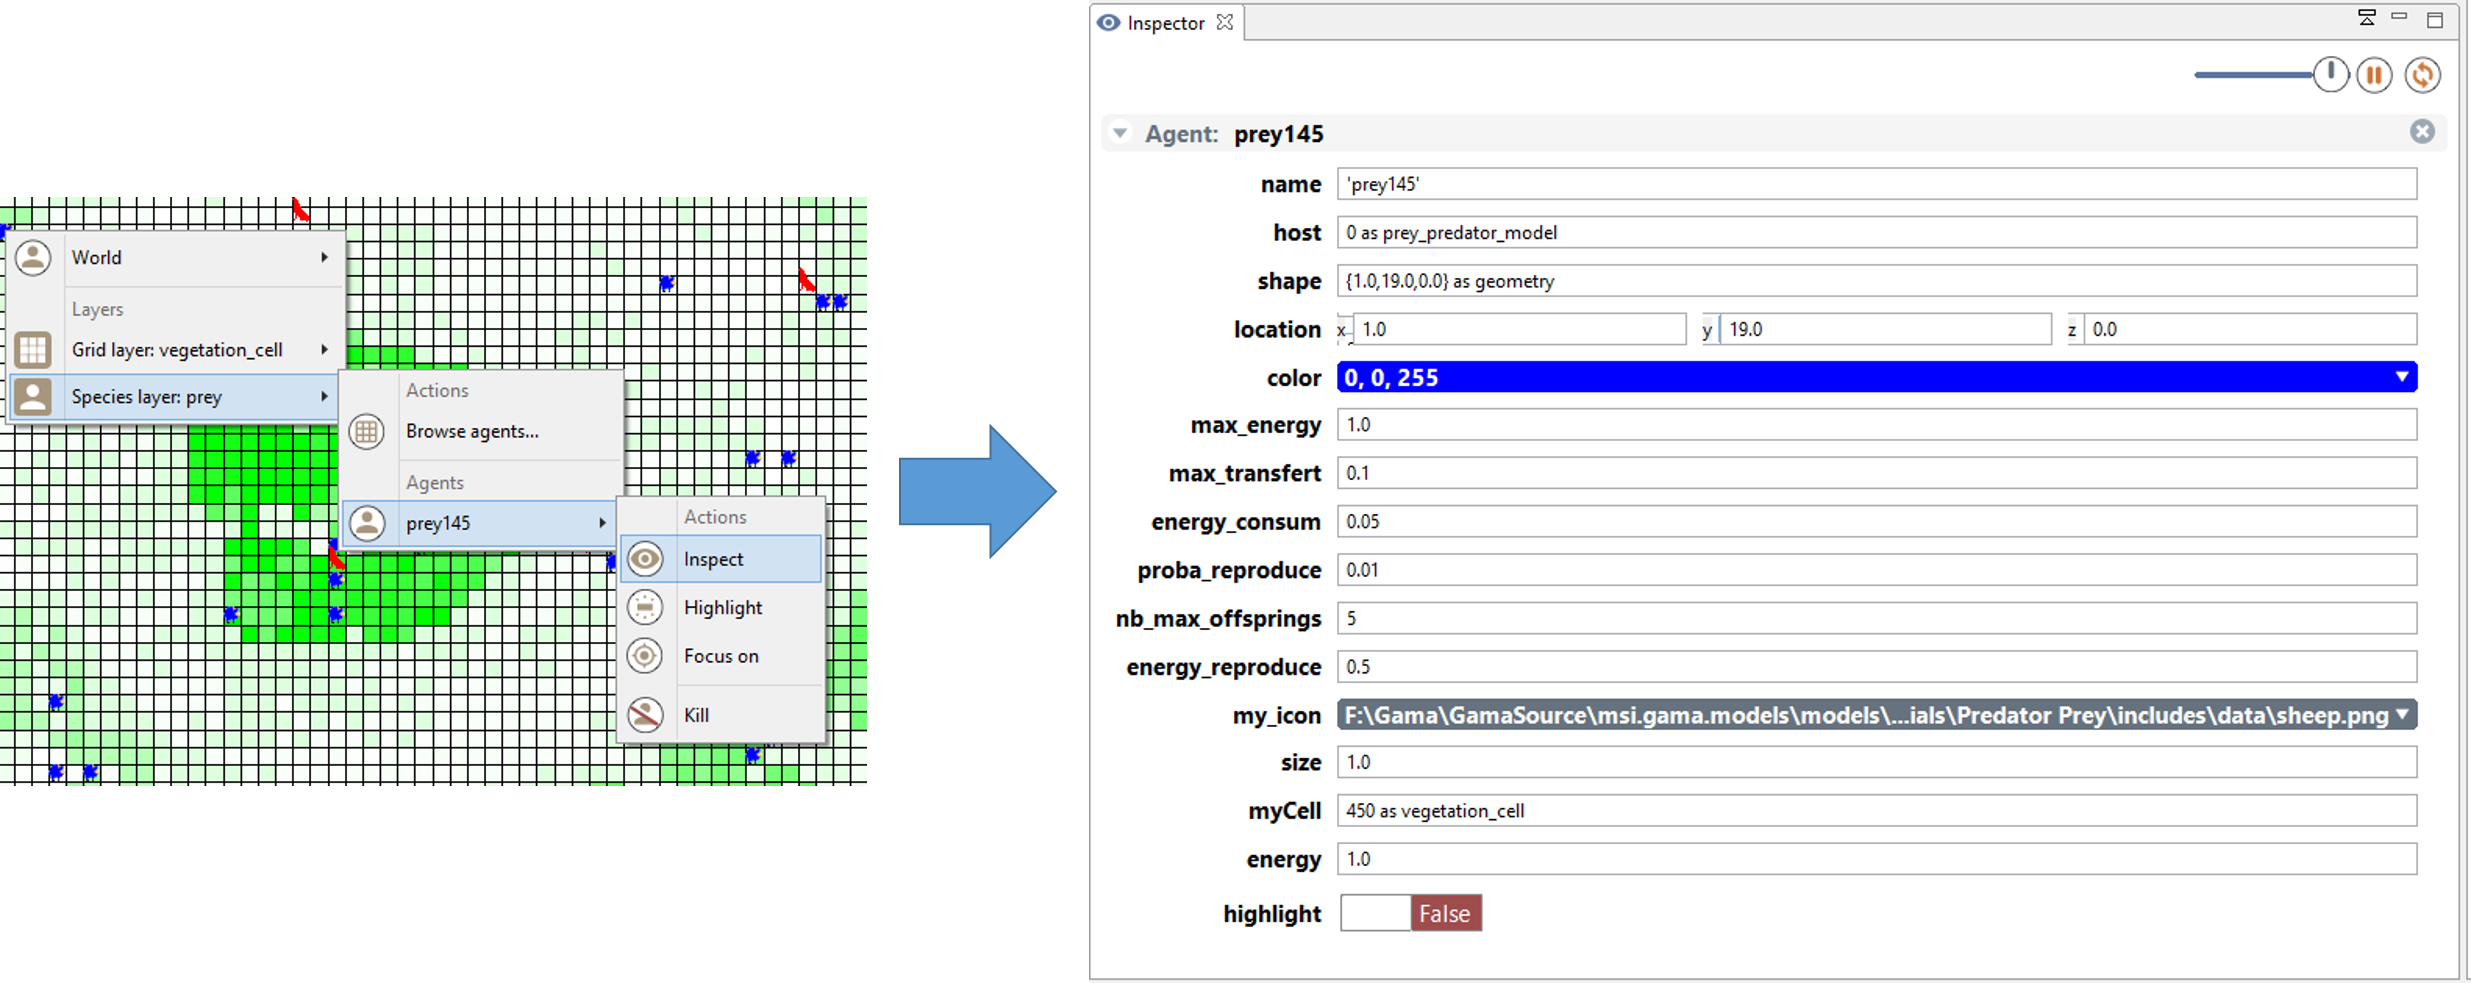 World
Layers
Grid layer: vegetation_cell
Species layer: prey
Actions
Browse agents...
Agents
prey145
Actions
Inspect
Highlight
Focus on
Kill
Inspector
Agent: prey145
name 'prey145'
host 0 as prey_predator_model
shape {1.0,19.0,0.0} as geometry
location x 1.0 y 19.0 z 0.0
color 0, 0, 255
max_energy 1.0
max_transfert 0.1
energy_consum 0.05
proba_reproduce 0.01
nb_max_offsprings 5
energy_reproduce 0.5
my_icon F:\Gama\GamaSource\msi.gama.models\models\...ials\Predator Prey\includes\data\sheep.png
size 1.0
myCell 450 as vegetation_cell
energy 1.0
highlight False